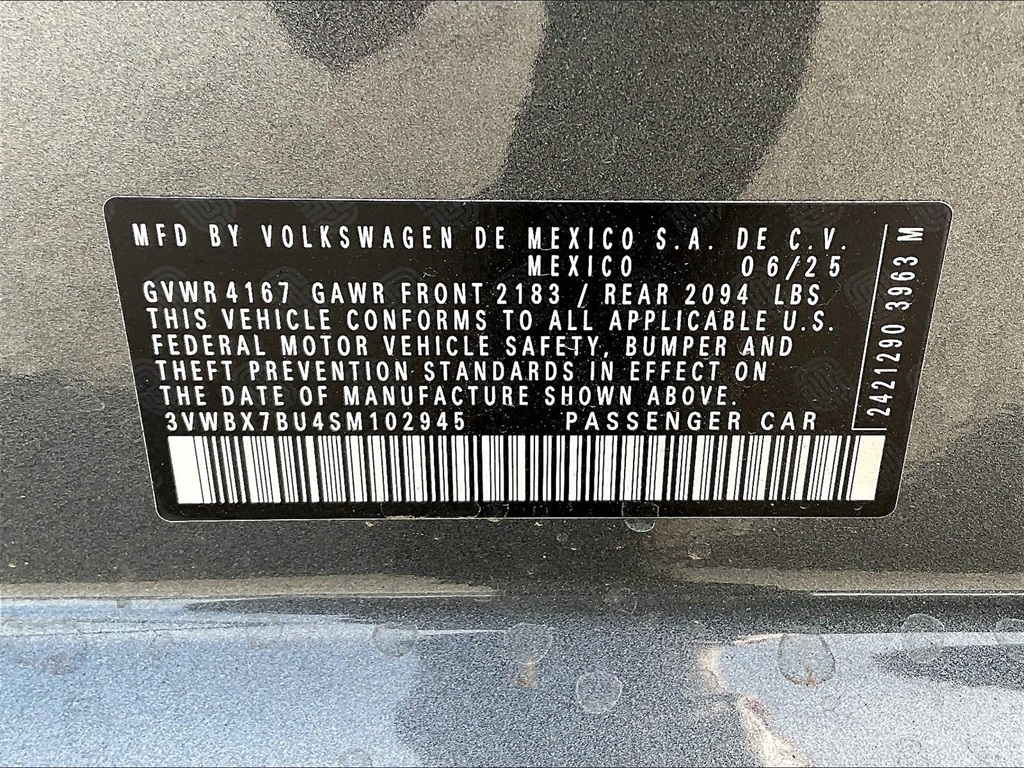 MFD BY VOLKSWAGEN DE MEXICO S.A. DE C.V.
MEXICO 06/25
GVWR 4167 GAWR FRONT 2183 / REAR 2094 LBS
THIS VEHICLE CONFORMS TO ALL APPLICABLE U.S.
FEDERAL MOTOR VEHICLE SAFETY, BUMPER AND
THEFT PREVENTION STANDARDS IN EFFECT ON
THE DATE OF MANUFACTURE SHOWN ABOVE.
3VWBX7BU4SM102945 PASSENGER CAR
2421290 3963 M